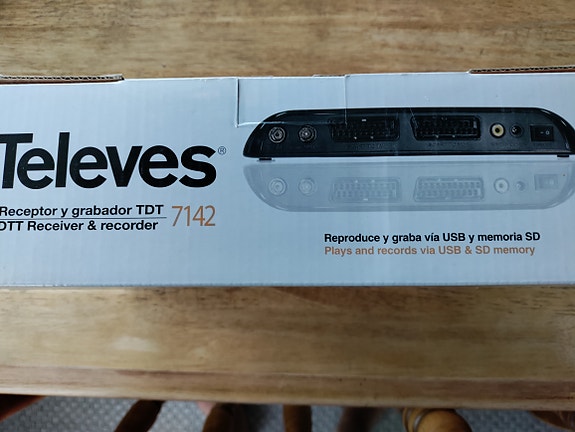 Televes®
Receptor y grabador TDT
DTT Receiver & recorder
7142
Reproduce y graba vía USB y memoria SD
Plays and records via USB & SD memory